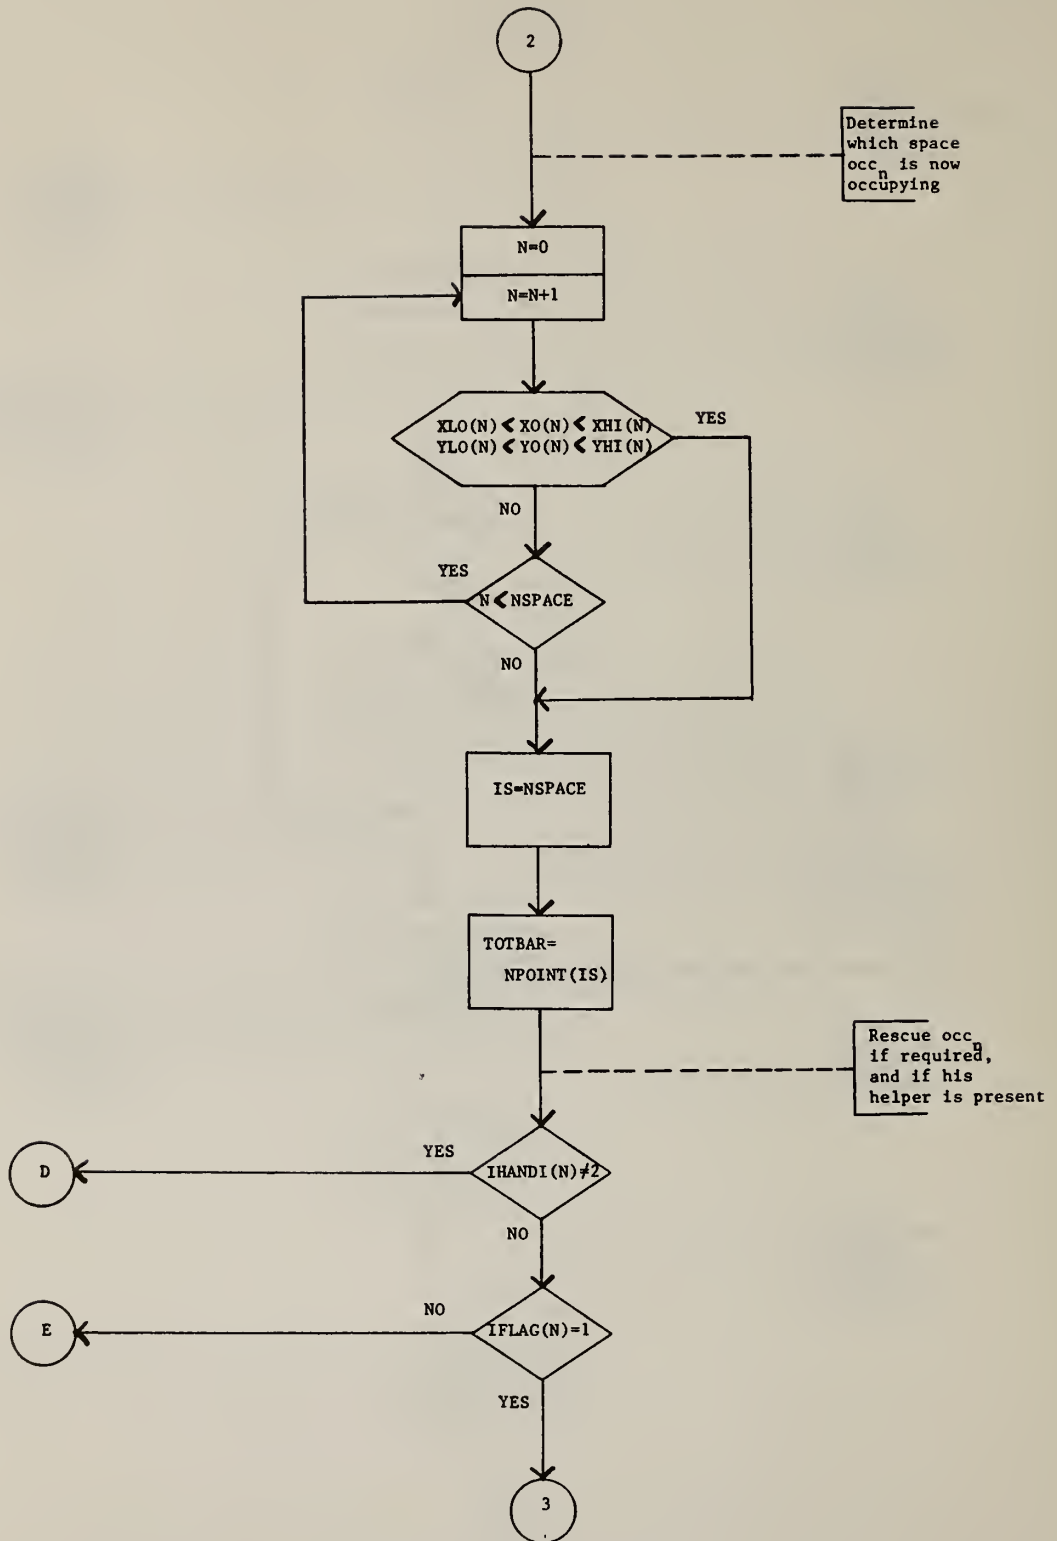 2
Determine
which space
occ_n is now
occupying
N=0
N=N+1
XLO(N) < XO(N) < XHI(N)
YLO(N) < YO(N) < YHI(N)
YES
NO
YES
N < NSPACE
NO
IS=NSPACE
TOTBAR=
NPOINT(IS)
Rescue occ_n
if required,
and if his
helper is present
YES
D
IHANDI(N)≠2
NO
NO
E
IFLAG(N)=1
YES
3